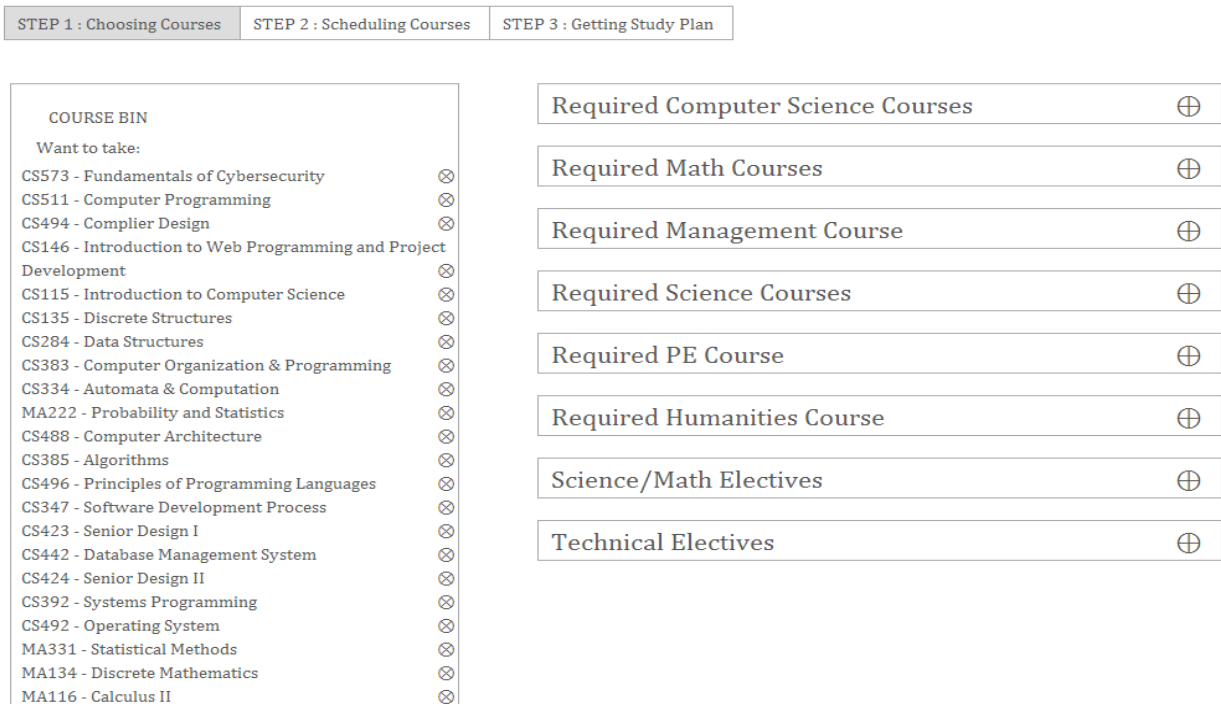 STEP 1 : Choosing Courses
STEP 2 : Scheduling Courses
STEP 3 : Getting Study Plan
COURSE BIN
Want to take:
CS573 - Fundamentals of Cybersecurity
CS511 - Computer Programming
CS494 - Complier Design
CS146 - Introduction to Web Programming and Project
Development
CS115 - Introduction to Computer Science
CS135 - Discrete Structures
CS284 - Data Structures
CS383 - Computer Organization & Programming
CS334 - Automata & Computation
MA222 - Probability and Statistics
CS488 - Computer Architecture
CS385 - Algorithms
CS496 - Principles of Programming Languages
CS347 - Software Development Process
CS423 - Senior Design I
CS442 - Database Management System
CS424 - Senior Design II
CS392 - Systems Programming
CS492 - Operating System
MA331 - Statistical Methods
MA134 - Discrete Mathematics
MA116 - Calculus II
Required Computer Science Courses
Required Math Courses
Required Management Course
Required Science Courses
Required PE Course
Required Humanities Course
Science/Math Electives
Technical Electives